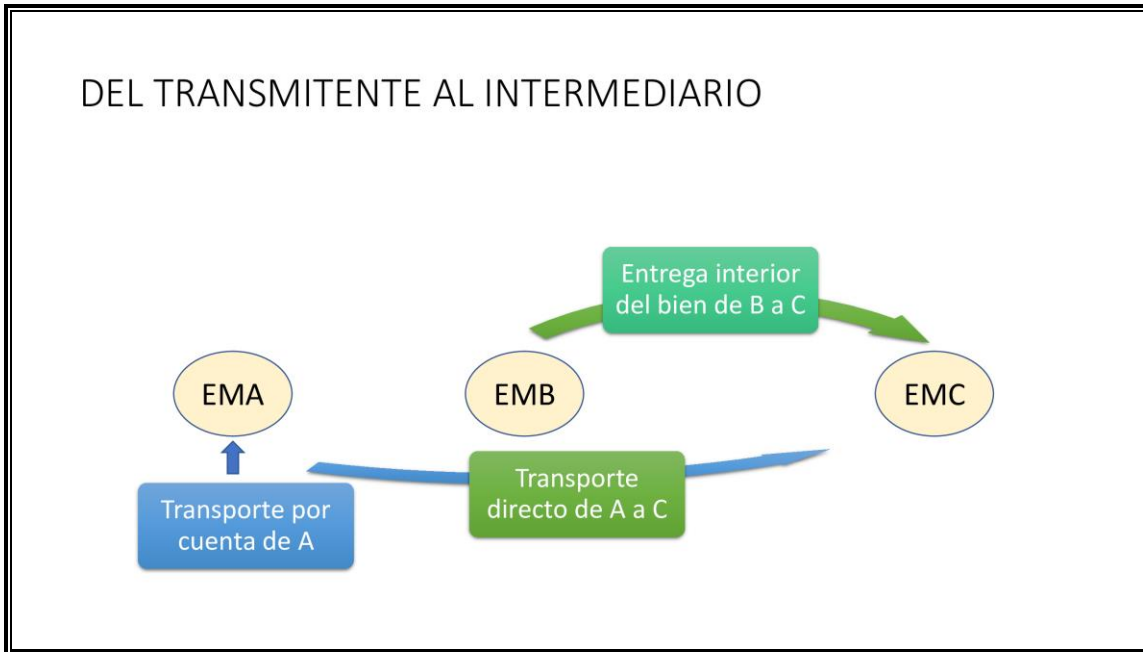 DEL TRANSMITENTE AL INTERMEDIARIO
Entrega interior
del bien de B a C
EMA
EMB
EMC
Transporte
directo de A a C
Transporte por
cuenta de A